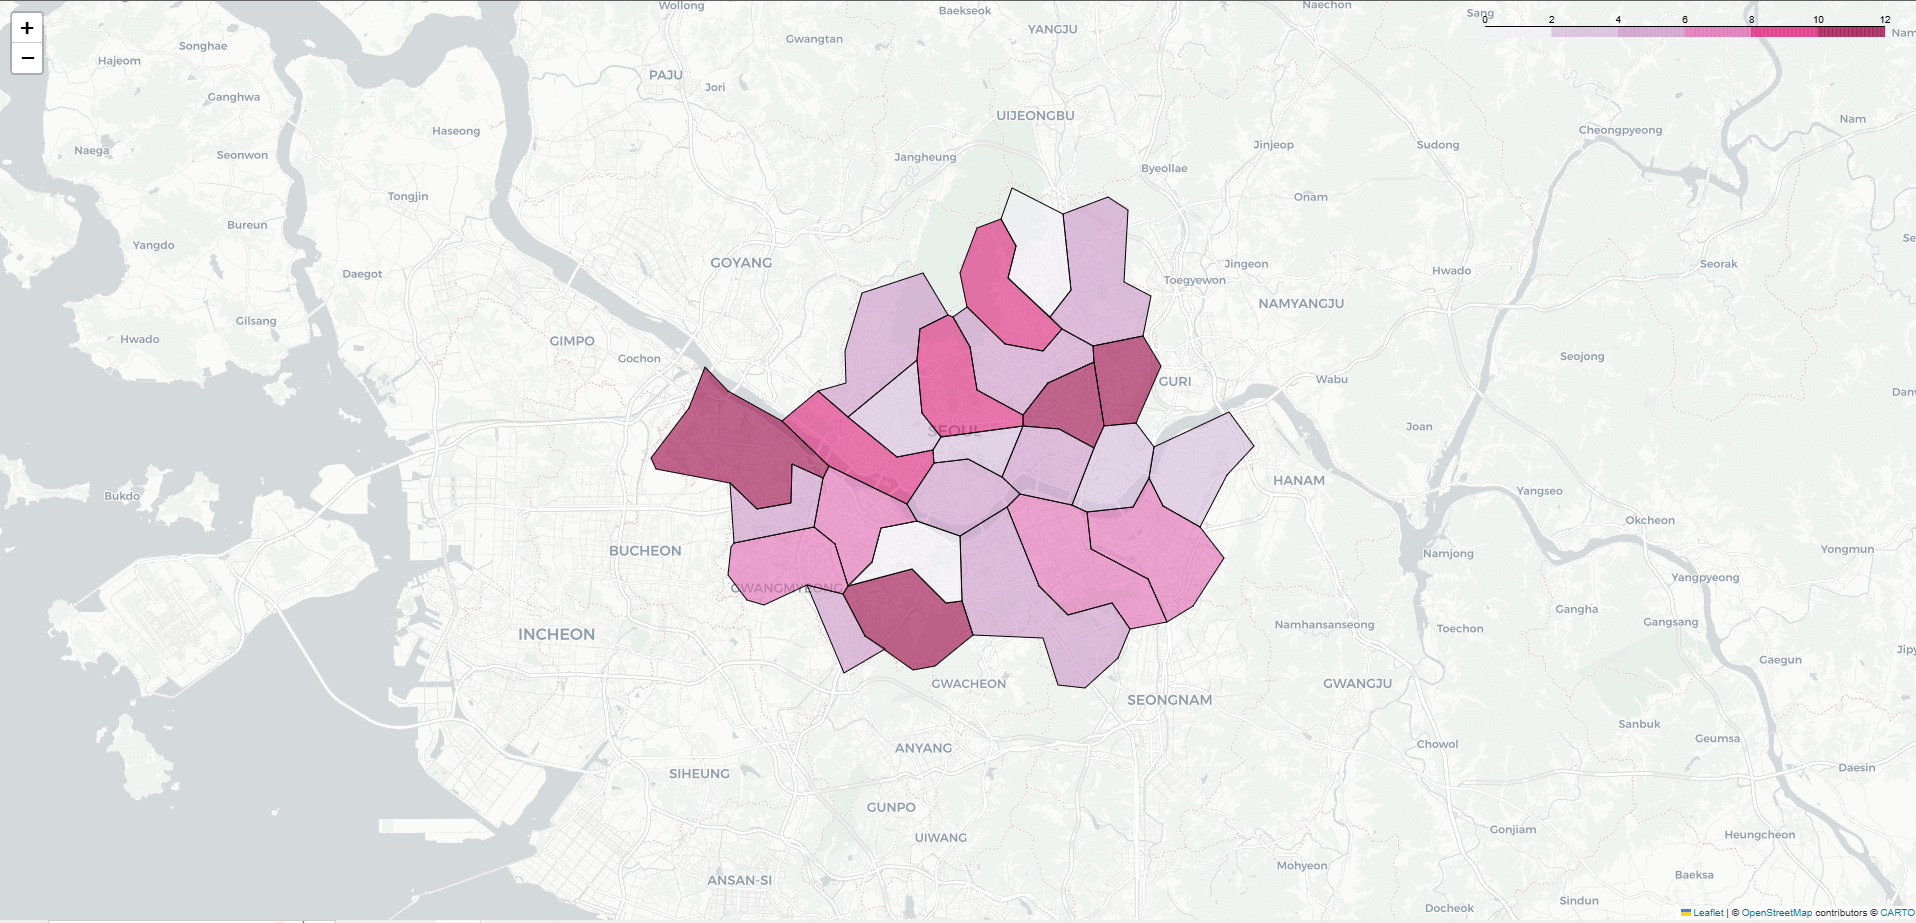 Wollong
Baekseok
Naechon
Sang
0 2 4 6 8 10 12
+
−
Songhae
Gwangtan
YANGJU
Nam
Hajeom
PAJU
Jori
Ganghwa
UIJEONGBU
Haseong
Cheongpyeong
Nam
Naega
Seonwon
Jangheung
Byeollae
Jinjeop
Sudong
Tongjin
Onam
Bureun
Yangdo
Se
Daegot
GOYANG
Toegyewon
Jingeon
Hwado
Seorak
NAMYANGJU
Gilsang
Hwado
GIMPO
Gochon
Seojong
GURI
Wabu
Danw
SEOUL
Joan
Bukdo
HANAM
Yangseo
Okcheon
BUCHEON
Namjong
Yongmun
GWANGMYEONG
Yangpyeong
Gangha
INCHEON
Namhansanseong
Toechon
Gangsang
Jipy
GWACHEON
GWANGJU
Gaegun
SEONGNAM
Sanbuk
ANYANG
Chowol
Geumsa
SIHEUNG
Daesin
GUNPO
UIWANG
Gonjiam
Heungcheon
Mohyeon
ANSAN-SI
Baeksa
Docheok
Sindun
Leaflet | © OpenStreetMap contributors © CARTO